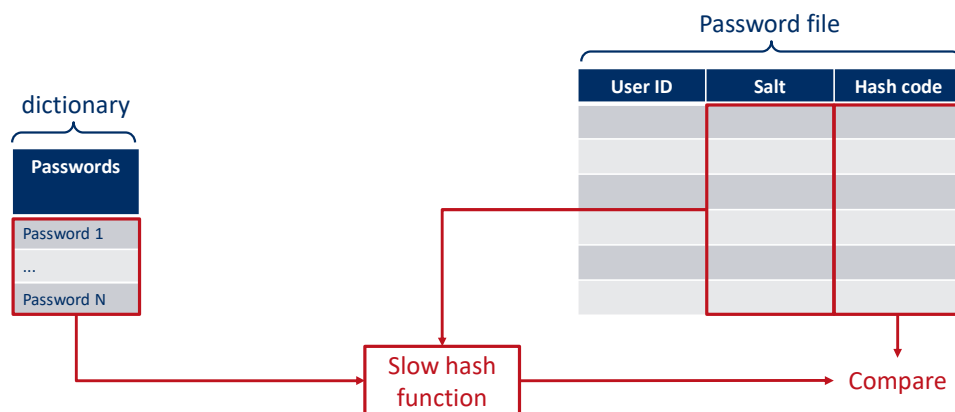 Password file
User ID Salt Hash code
dictionary
Passwords
Password 1
...
Password N
Slow hash
function
Compare